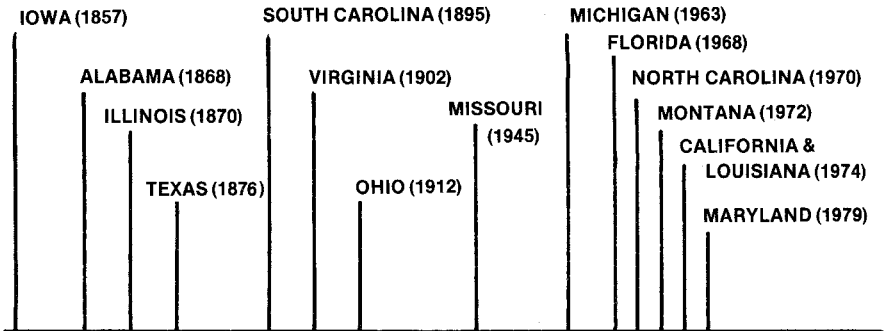 IOWA (1857)
SOUTH CAROLINA (1895)
MICHIGAN (1963)
FLORIDA (1968)
ALABAMA (1868)
VIRGINIA (1902)
NORTH CAROLINA (1970)
ILLINOIS (1870)
MISSOURI
(1945)
MONTANA (1972)
CALIFORNIA &
LOUISIANA (1974)
TEXAS (1876)
OHIO (1912)
MARYLAND (1979)